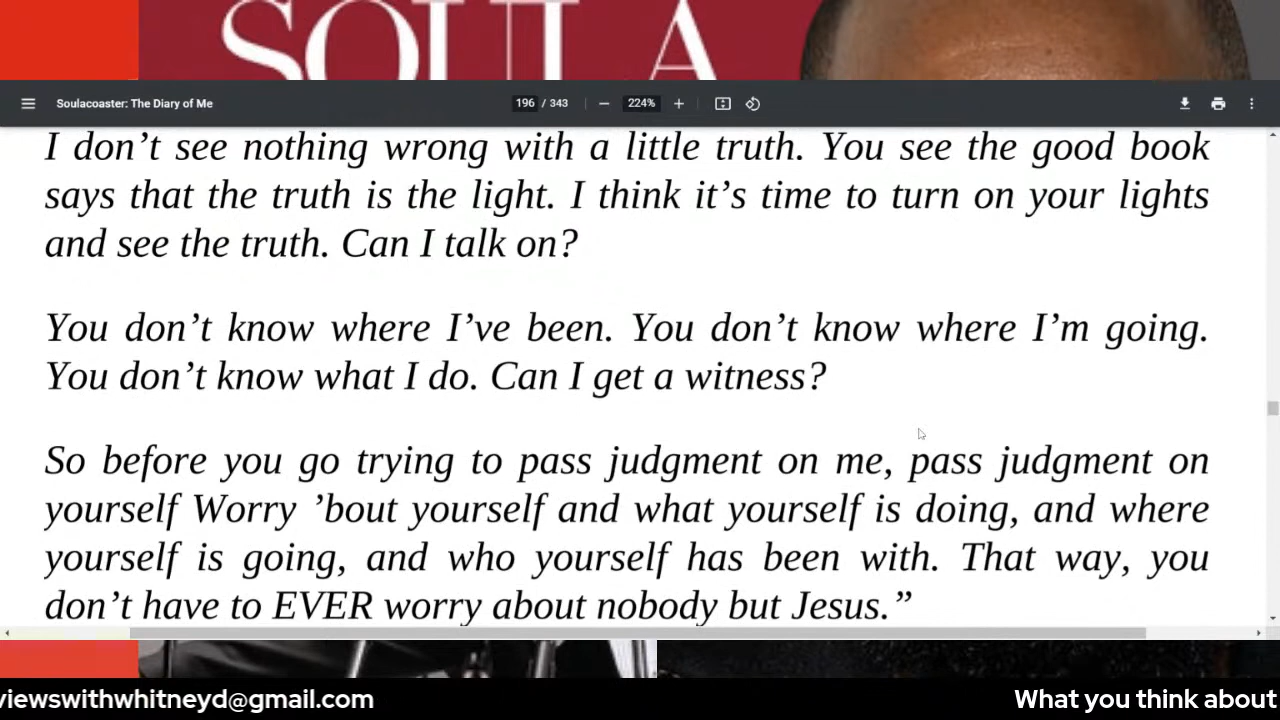 SOUL A
Soulacoaster: The Diary of Me
196 / 343
224%
I don’t see nothing wrong with a little truth. You see the good book
says that the truth is the light. I think it’s time to turn on your lights
and see the truth. Can I talk on?
You don’t know where I’ve been. You don’t know where I’m going.
You don’t know what I do. Can I get a witness?
So before you go trying to pass judgment on me, pass judgment on
yourself Worry ’bout yourself and what yourself is doing, and where
yourself is going, and who yourself has been with. That way, you
don’t have to EVER worry about nobody but Jesus.”
viewswithwhitneyd@gmail.com
What you think about